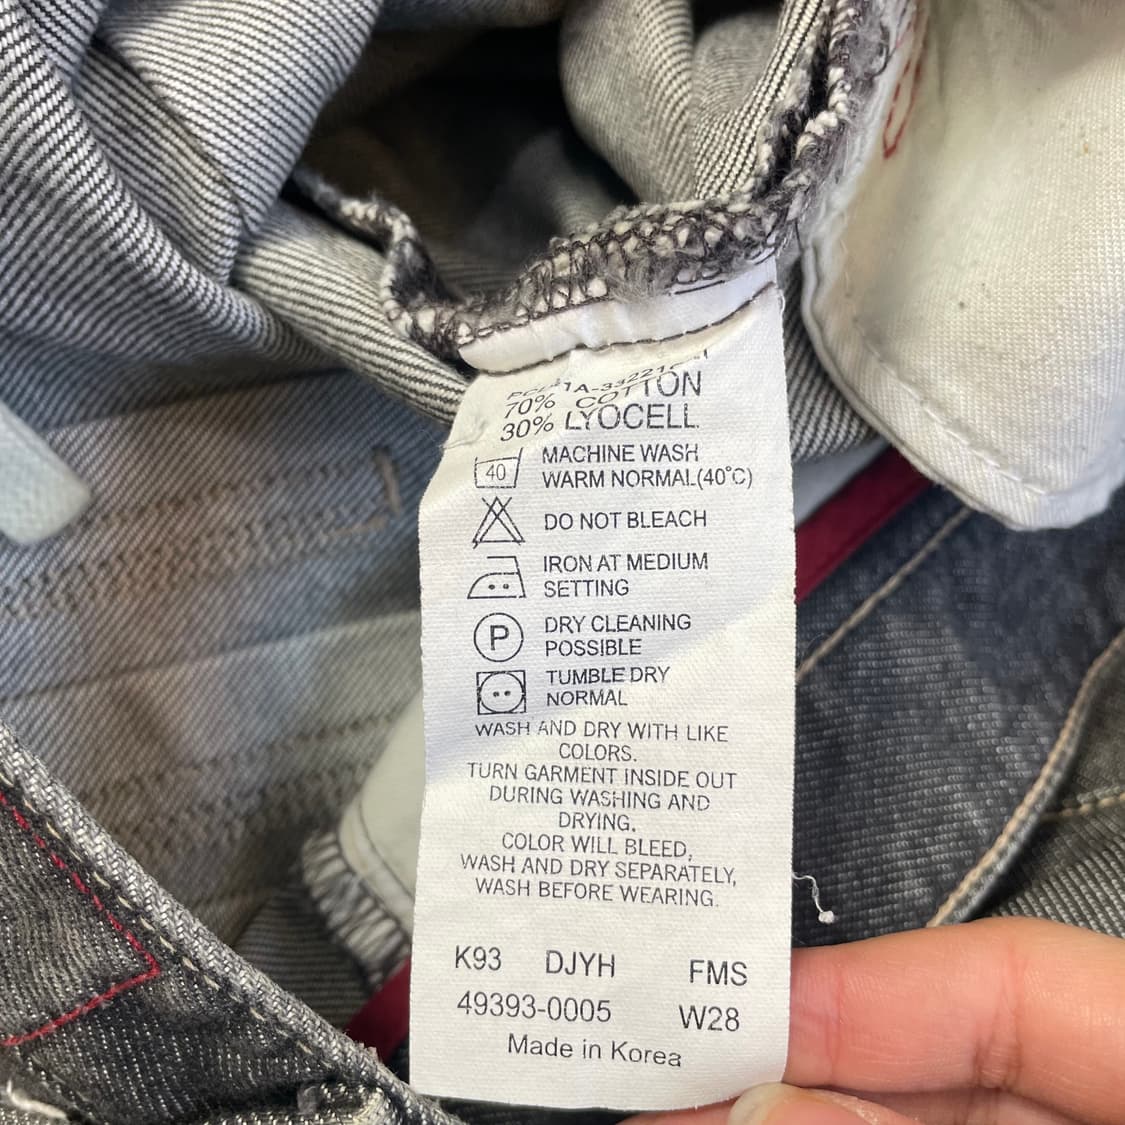 70% COTTON
30% LYOCELL
40
MACHINE WASH
WARM NORMAL(40°C)
DO NOT BLEACH
IRON AT MEDIUM
SETTING
P
DRY CLEANING
POSSIBLE
TUMBLE DRY
NORMAL
WASH AND DRY WITH LIKE
COLORS.
TURN GARMENT INSIDE OUT
DURING WASHING AND
DRYING.
COLOR WILL BLEED,
WASH AND DRY SEPARATELY,
WASH BEFORE WEARING.
K93 DJYH FMS
49393-0005 W28
Made in Korea